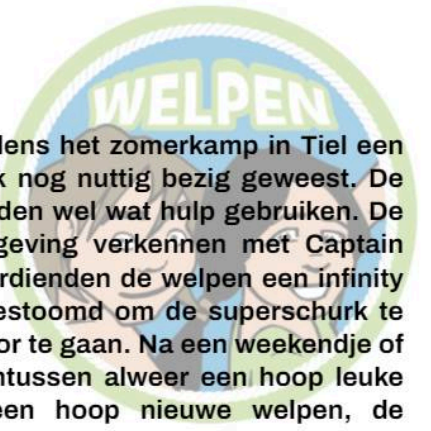 WELPEN
dens het zomerkamp in Tiel een
k nog nuttig bezig geweest. De
den wel wat hulp gebruiken. De
geving verkennen met Captain
rdienden de welpen een infinity
estoomd om de superschurk te
or te gaan. Na een weekendje of
ntussen alweer een hoop leuke
een hoop nieuwe welpen, de